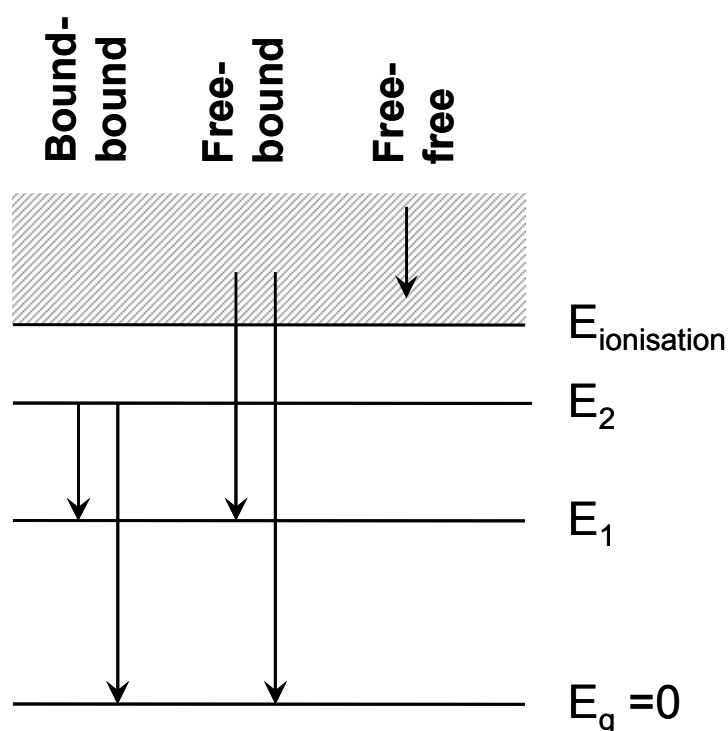 Bound-
bound
Free-
bound
Free-
free
E_ionisation
E_2
E_1
E_g =0